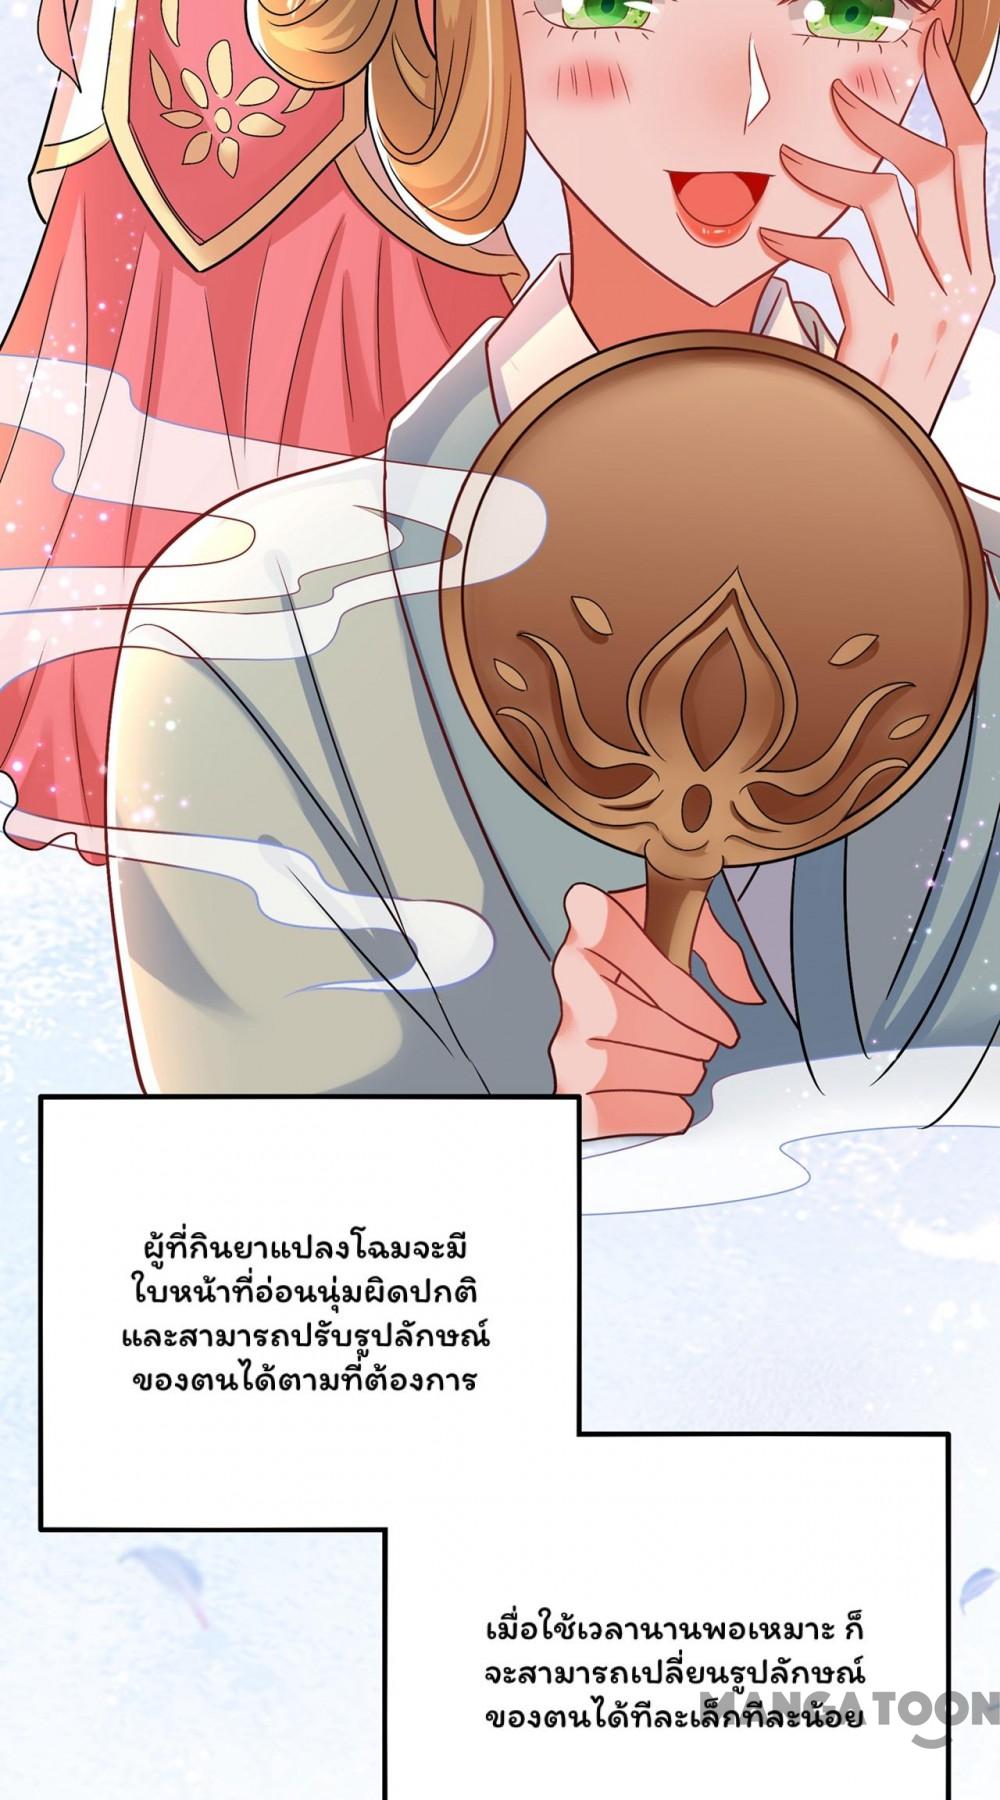 ผู้ที่กินยาแปลงโฉมจะมี
ใบหน้าที่อ่อนนุ่มผิดปกติ
และสามารถปรับรูปลักษณ์
ของตนได้ตามที่ต้องการ
เมื่อใช้เวลานานพอเหมาะ ก็
จะสามารถเปลี่ยนรูปลักษณ์
ของตนได้ทีละเล็กทีละน้อย
MANGATOON